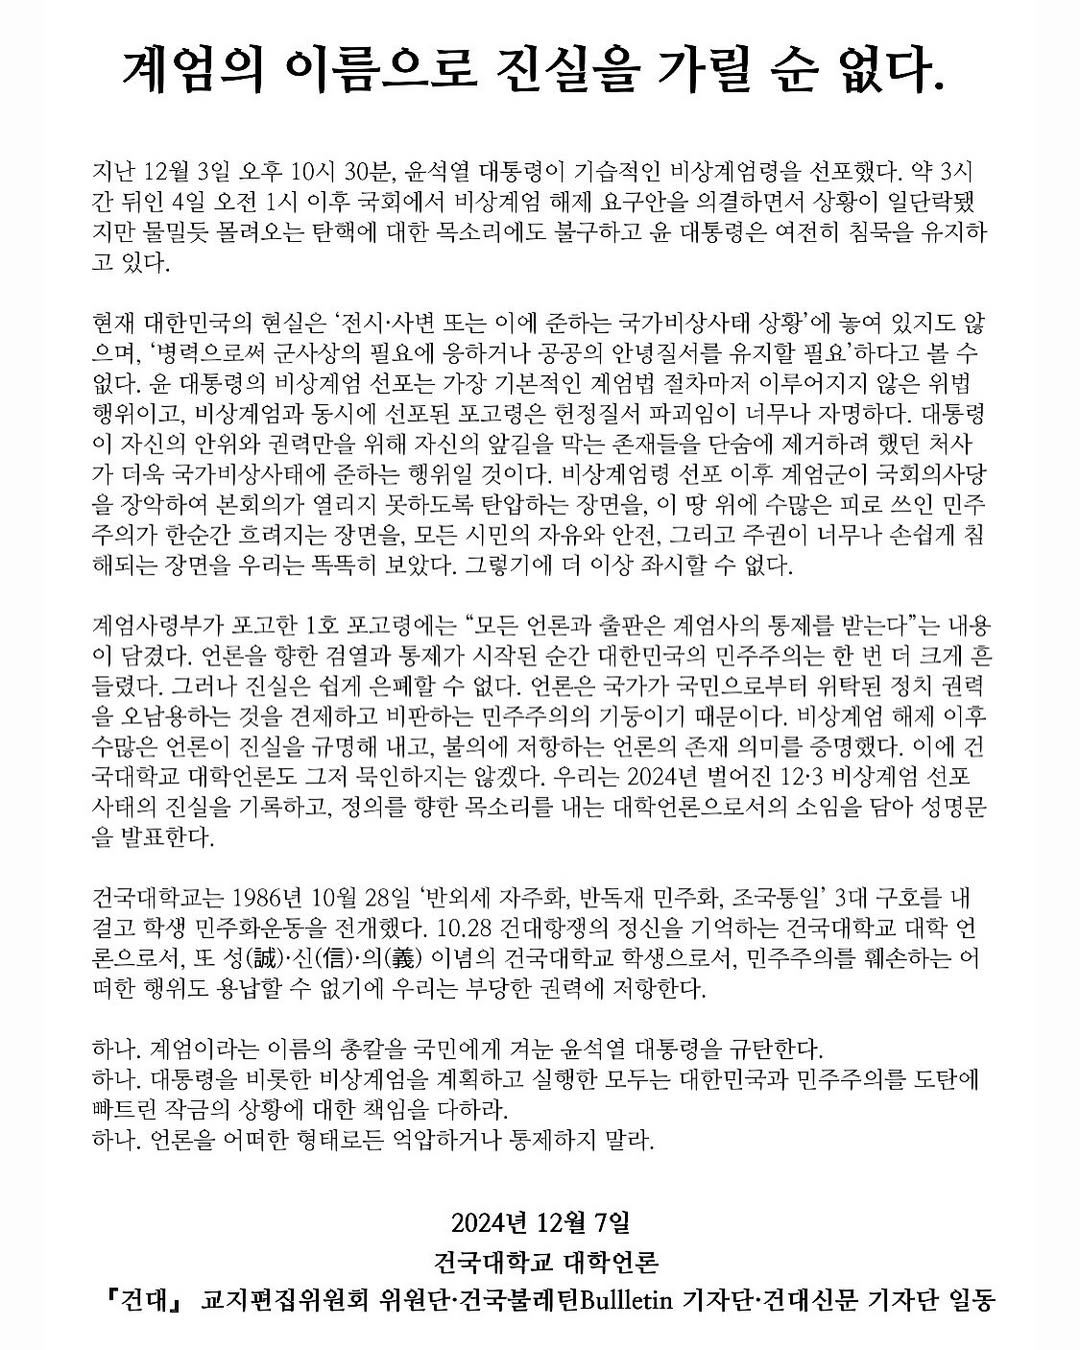 계엄의 이름으로 진실을 가릴 순 없다.
지난 12월 3일 오후 10시 30분, 윤석열 대통령이 기습적인 비상계엄령을 선포했다. 약 3시
간 뒤인 4일 오전 1시 이후 국회에서 비상계엄 해제 요구안을 의결하면서 상황이 일단락됐
지만 물밀듯 몰려오는 탄핵에 대한 목소리에도 불구하고 윤 대통령은 여전히 침묵을 유지하
고 있다.
현재 대한민국의 현실은 ‘전시·사변 또는 이에 준하는 국가비상사태 상황’에 놓여 있지도 않
으며, ‘병력으로써 군사상의 필요에 응하거나 공공의 안녕질서를 유지할 필요’하다고 볼 수
없다. 윤 대통령의 비상계엄 선포는 가장 기본적인 계엄법 절차마저 이루어지지 않은 위법
행위이고, 비상계엄과 동시에 선포된 포고령은 헌정질서 파괴임이 너무나 자명하다. 대통령
이 자신의 안위와 권력만을 위해 자신의 앞길을 막는 존재들을 단숨에 제거하려 했던 처사
가 더욱 국가비상사태에 준하는 행위일 것이다. 비상계엄령 선포 이후 계엄군이 국회의사당
을 장악하여 본회의가 열리지 못하도록 탄압하는 장면을, 이 땅 위에 수많은 피로 쓰인 민주
주의가 한순간 흐려지는 장면을, 모든 시민의 자유와 안전, 그리고 주권이 너무나 손쉽게 침
해되는 장면을 우리는 똑똑히 보았다. 그렇기에 더 이상 좌시할 수 없다.
계엄사령부가 포고한 1호 포고령에는 “모든 언론과 출판은 계엄사의 통제를 받는다”는 내용
이 담겼다. 언론을 향한 검열과 통제가 시작된 순간 대한민국의 민주주의는 한 번 더 크게 흔
들렸다. 그러나 진실은 쉽게 은폐할 수 없다. 언론은 국가가 국민으로부터 위탁된 정치 권력
을 오남용하는 것을 견제하고 비판하는 민주주의의 기둥이기 때문이다. 비상계엄 해제 이후
수많은 언론이 진실을 규명해 내고, 불의에 저항하는 언론의 존재 의미를 증명했다. 이에 건
국대학교 대학언론도 그저 묵인하지는 않겠다. 우리는 2024년 벌어진 12·3 비상계엄 선포
사태의 진실을 기록하고, 정의를 향한 목소리를 내는 대학언론으로서의 소임을 담아 성명문
을 발표한다.
건국대학교는 1986년 10월 28일 ‘반외세 자주화, 반독재 민주화, 조국통일’ 3대 구호를 내
걸고 학생 민주화운동을 전개했다. 10.28 건대항쟁의 정신을 기억하는 건국대학교 대학 언
론으로서, 또 성(誠)·신(信)·의(義) 이념의 건국대학교 학생으로서, 민주주의를 훼손하는 어
떠한 행위도 용납할 수 없기에 우리는 부당한 권력에 저항한다.
하나. 계엄이라는 이름의 총칼을 국민에게 겨눈 윤석열 대통령을 규탄한다.
하나. 대통령을 비롯한 비상계엄을 계획하고 실행한 모두는 대한민국과 민주주의를 도탄에
빠트린 작금의 상황에 대한 책임을 다하라.
하나. 언론을 어떠한 형태로든 억압하거나 통제하지 말라.
2024년 12월 7일
건국대학교 대학언론
『건대』 교지편집위원회 위원단·건국불레틴Bullletin 기자단·건대신문 기자단 일동